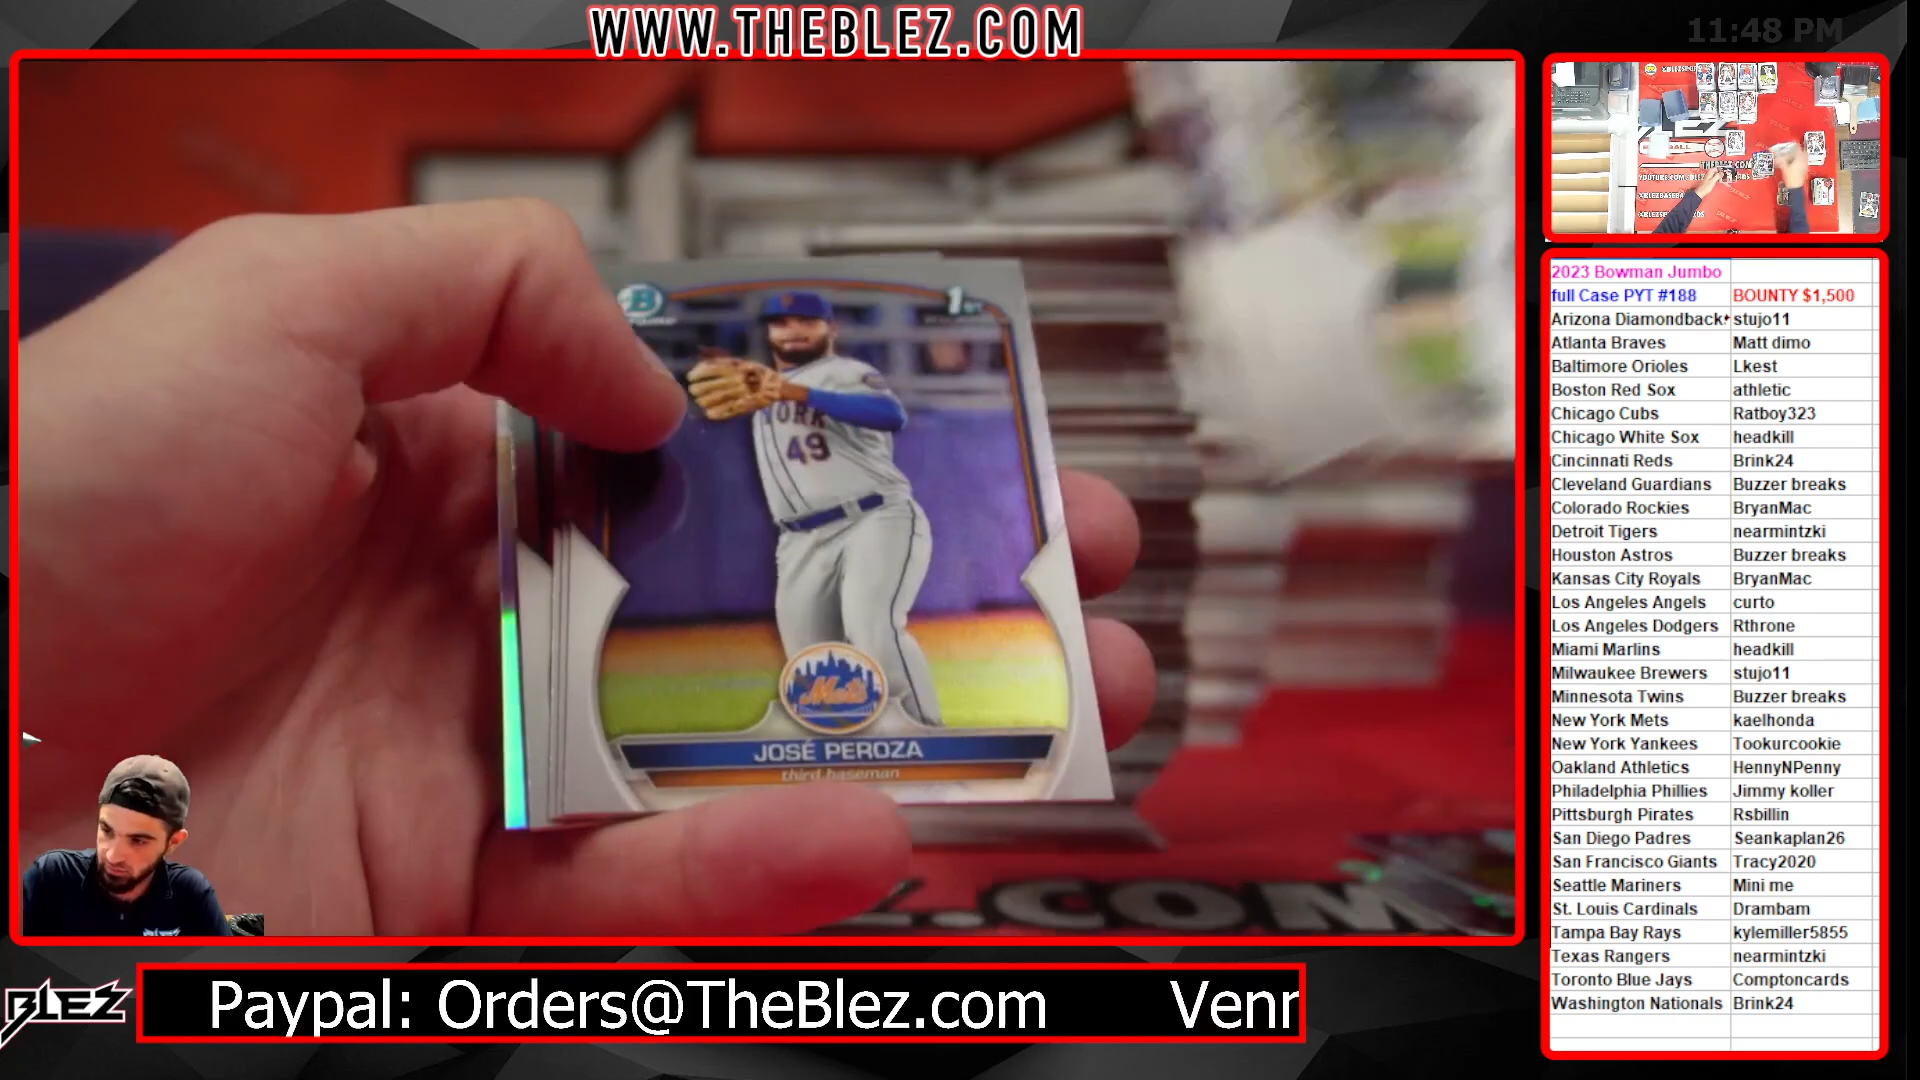 WWW.THEBLEZ.COM
11:48 PM
1st
YORK
49
Mets
JOSÉ PEROZA
third baseman
.COM
2023 Bowman Jumbo
full Case PYT #188 BOUNTY $1,500
Arizona Diamondback stujo11
Atlanta Braves Matt dimo
Baltimore Orioles Lkest
Boston Red Sox athletic
Chicago Cubs Ratboy323
Chicago White Sox headkill
Cincinnati Reds Brink24
Cleveland Guardians Buzzer breaks
Colorado Rockies BryanMac
Detroit Tigers nearmintzki
Houston Astros Buzzer breaks
Kansas City Royals BryanMac
Los Angeles Angels curto
Los Angeles Dodgers Rthrone
Miami Marlins headkill
Milwaukee Brewers stujo11
Minnesota Twins Buzzer breaks
New York Mets kaelhonda
New York Yankees Tookurcookie
Oakland Athletics HennyNPenny
Philadelphia Phillies Jimmy koller
Pittsburgh Pirates Rsbillin
San Diego Padres Seankaplan26
San Francisco Giants Tracy2020
Seattle Mariners Mini me
St. Louis Cardinals Drambam
Tampa Bay Rays kylemiller5855
Texas Rangers nearmintzki
Toronto Blue Jays Comptoncards
Washington Nationals Brink24
BLEZ
Paypal: Orders@TheBlez.com Venr